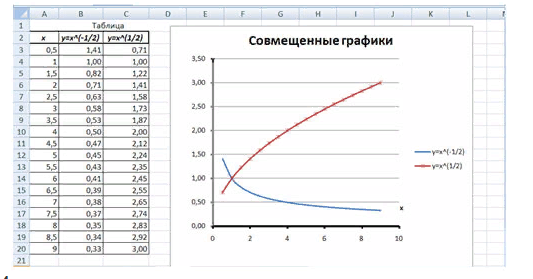 A B C D E F G H I J K L M
1 Таблица
2 x y=x^(-1/2) y=x^(1/2)
3 0,5 1,41 0,71
4 1 1,00 1,00
5 1,5 0,82 1,22
6 2 0,71 1,41
7 2,5 0,63 1,58
8 3 0,58 1,73
9 3,5 0,53 1,87
10 4 0,50 2,00
11 4,5 0,47 2,12
12 5 0,45 2,24
13 5,5 0,43 2,35
14 6 0,41 2,45
15 6,5 0,39 2,55
16 7 0,38 2,65
17 7,5 0,37 2,74
18 8 0,35 2,83
19 8,5 0,34 2,92
20 9 0,33 3,00
21
Совмещенные графики
y
3,50
3,00
2,50
2,00
1,50
1,00
0,50
0,00
0 2 4 6 8 10
x
y=x^(-1/2)
y=x^(1/2)